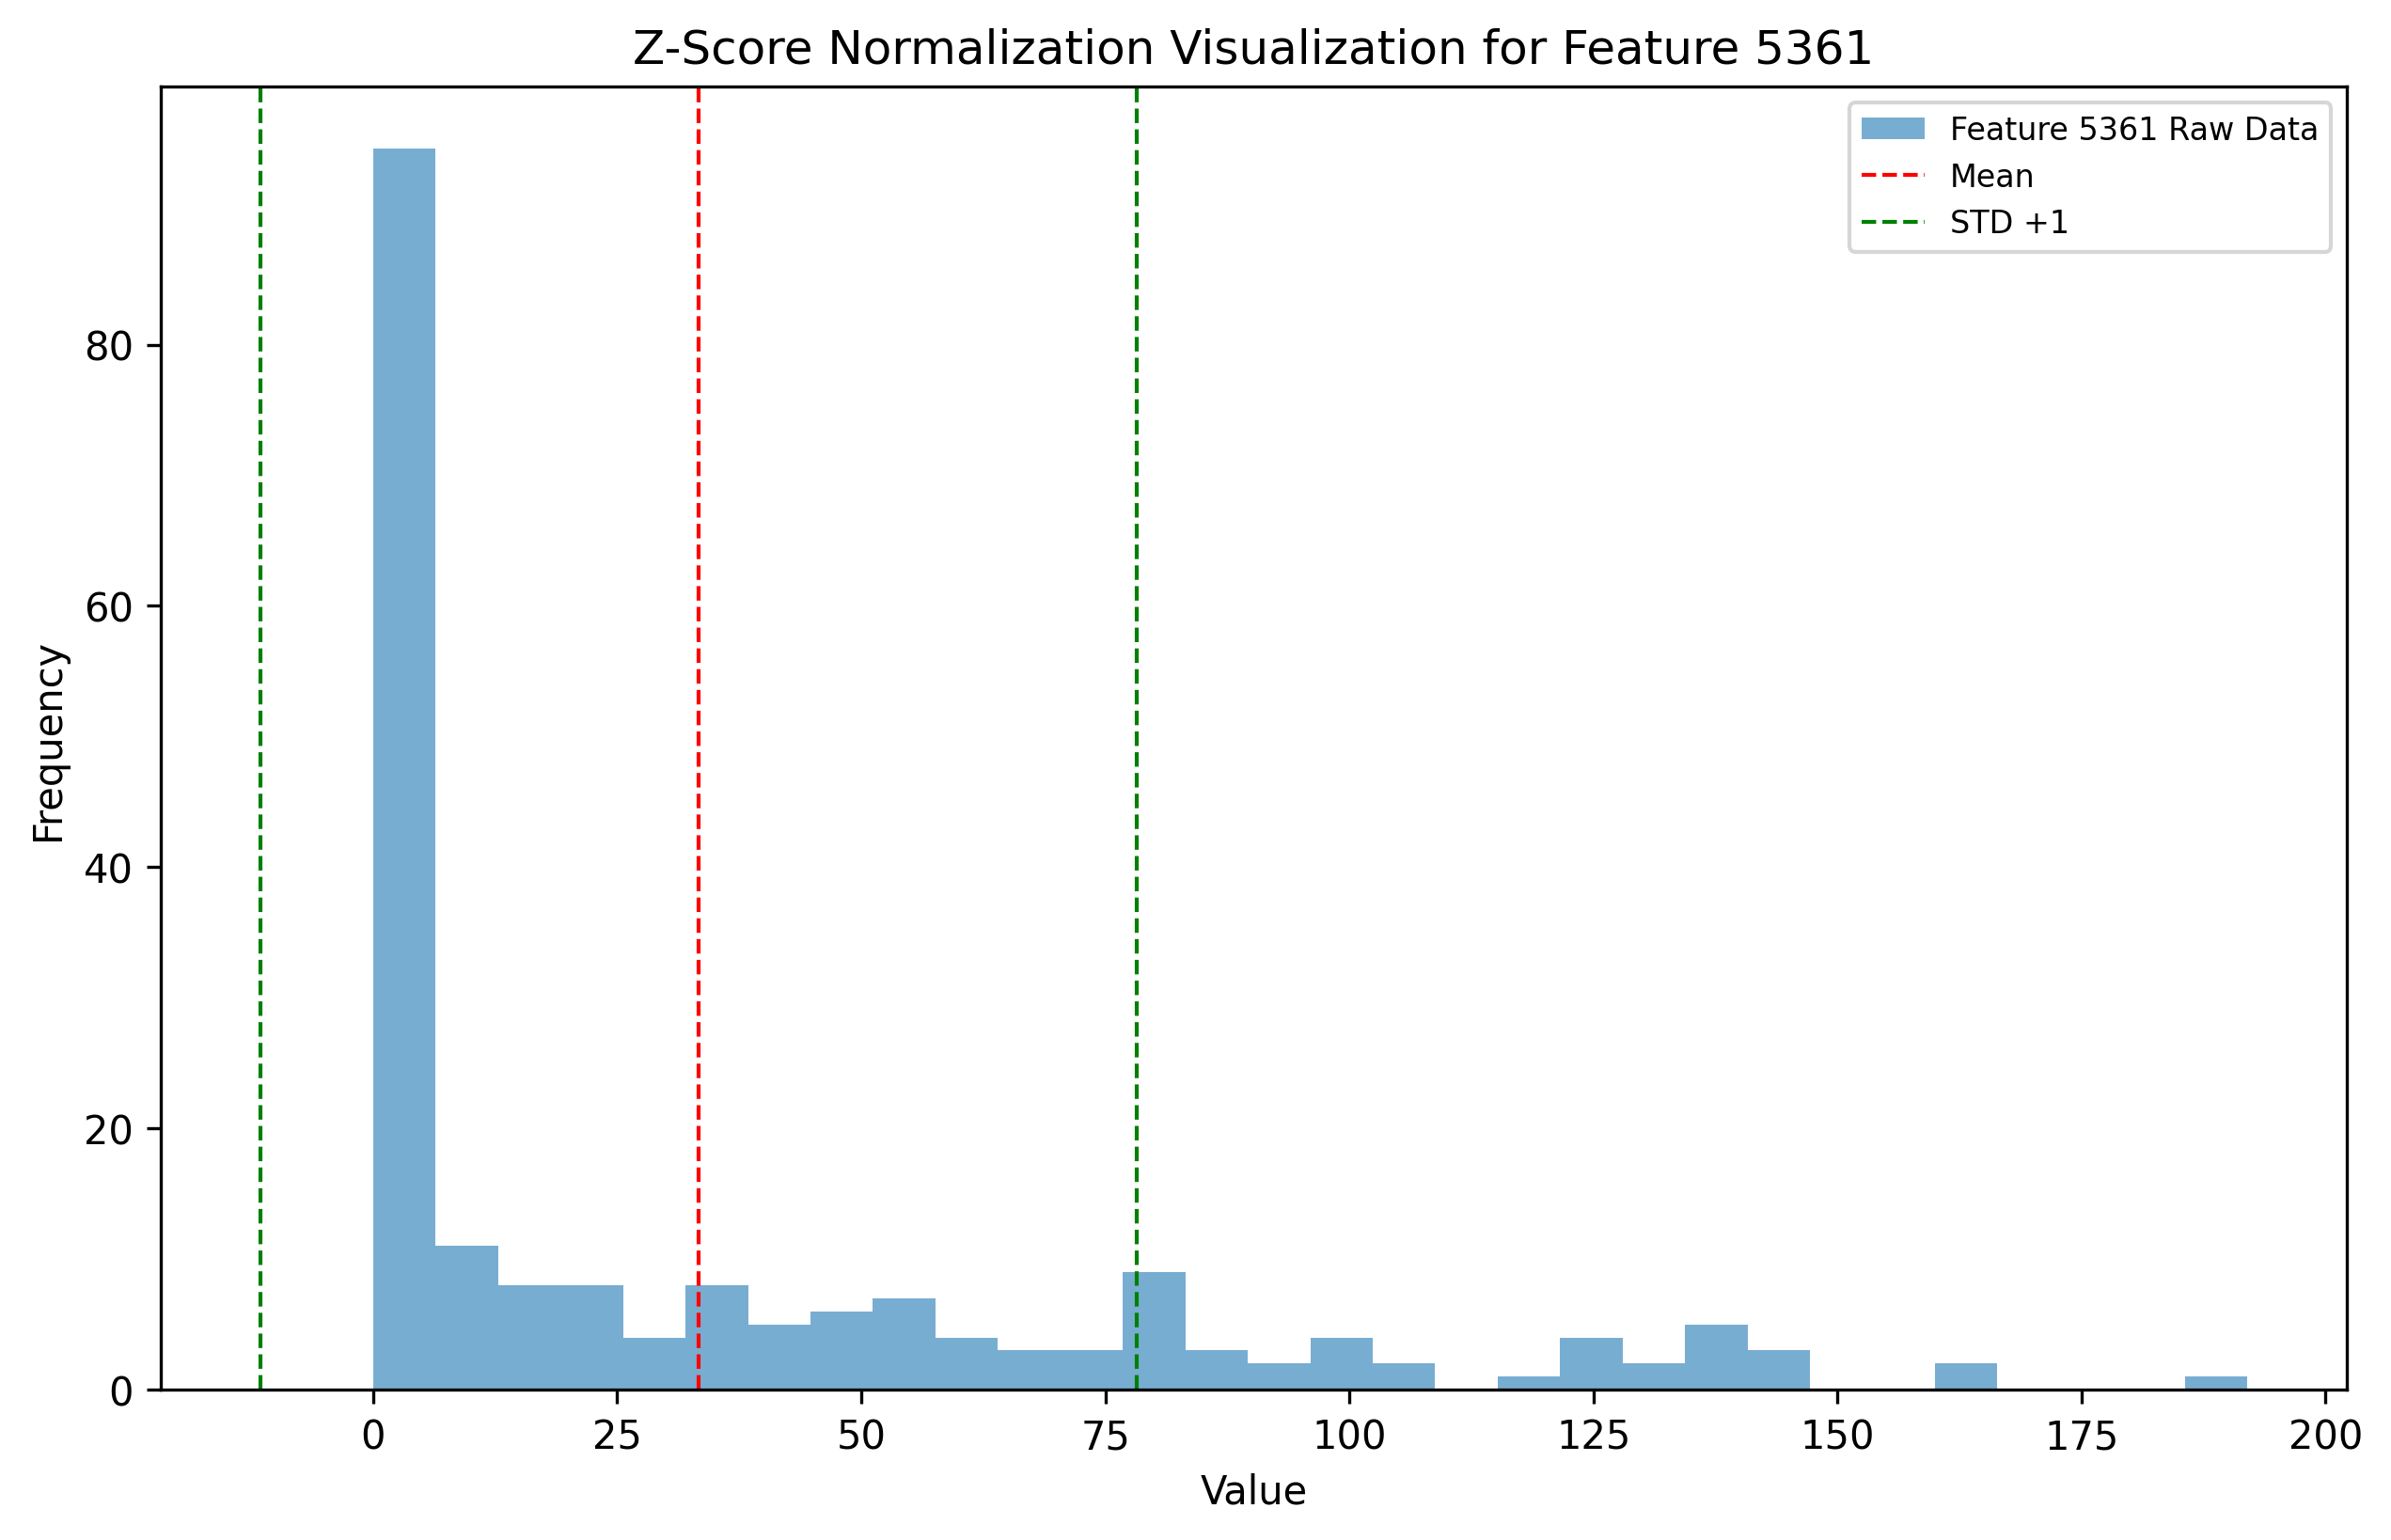 Z-Score Normalization Visualization for Feature 5361
Feature 5361 Raw Data
Mean
STD +1
80
60
40
20
0
Frequency
0 25 50 75 100 125 150 175 200
Value